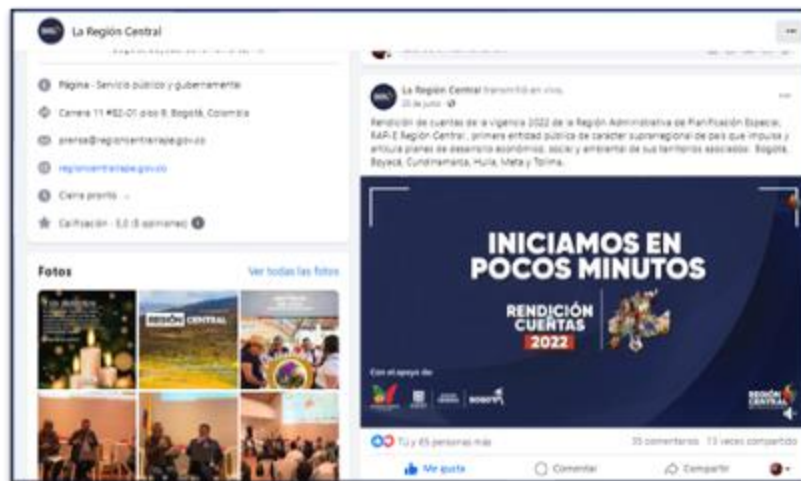 La Región Central
Página · Servicio público y gubernamental
Carrera 11 #82-01 piso 9, Bogotá, Colombia
prensa@regioncentralrape.gov.co
regioncentralrape.gov.co
Cierra pronto
Calificación · 5,0 (5 opiniones)
Fotos
Ver todas las fotos
REGIÓN CENTRAL
La Región Central transmitió en vivo.
Rendición de cuentas de la vigencia 2022 de la Región Administrativa de Planificación Especial,
RAP-E Región Central, primera entidad pública de carácter supraregional de país que impulsa y
articula planes de desarrollo económico, social y ambiental de sus territorios asociados: Bogotá,
Boyacá, Cundinamarca, Huila, Meta y Tolima.
INICIAMOS EN
POCOS MINUTOS
RENDICIÓN
CUENTAS
2022
Con el apoyo de:
BOGOTÁ
REGIÓN
CENTRAL
Tú y 65 personas más
35 comentarios 13 veces compartido
Me gusta
Comentar
Compartir